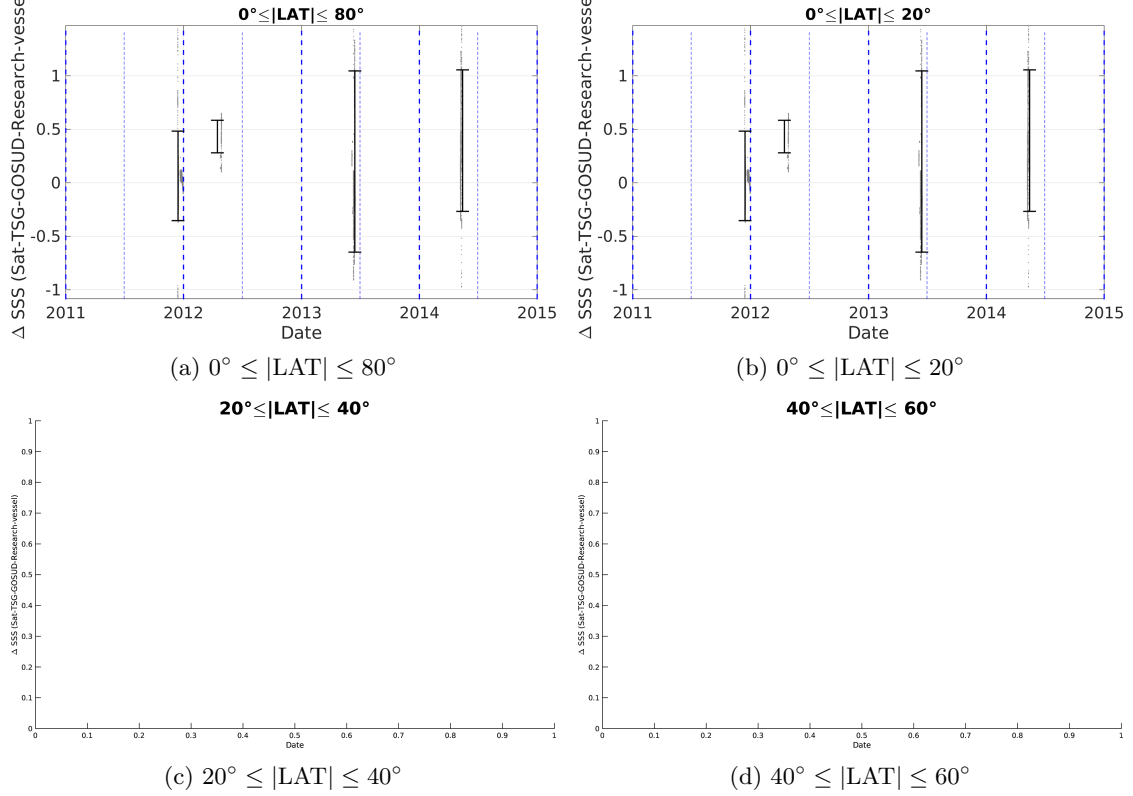 0°≤|LAT|≤ 80°
Δ SSS (Sat-TSG-GOSUD-Research-vesse
1
0.5
0
-0.5
-1
2011 2012 2013 2014 2015
Date
(a) 0° ≤ |LAT| ≤ 80°
0°≤|LAT|≤ 20°
Δ SSS (Sat-TSG-GOSUD-Research-vesse
1
0.5
0
-0.5
-1
2011 2012 2013 2014 2015
Date
(b) 0° ≤ |LAT| ≤ 20°
20°≤|LAT|≤ 40°
Δ SSS (Sat-TSG-GOSUD-Research-vessel)
1
0.9
0.8
0.7
0.6
0.5
0.4
0.3
0.2
0.1
0
0 0.1 0.2 0.3 0.4 0.5 0.6 0.7 0.8 0.9 1
Date
(c) 20° ≤ |LAT| ≤ 40°
40°≤|LAT|≤ 60°
Δ SSS (Sat-TSG-GOSUD-Research-vessel)
1
0.9
0.8
0.7
0.6
0.5
0.4
0.3
0.2
0.1
0
0 0.1 0.2 0.3 0.4 0.5 0.6 0.7 0.8 0.9 1
Date
(d) 40° ≤ |LAT| ≤ 60°